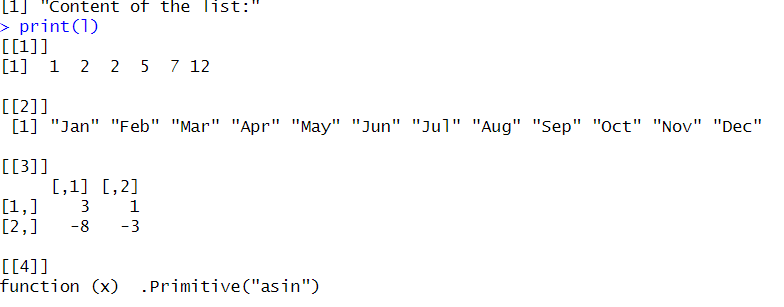 [1] "Content of the list:"
> print(l)
[[1]]
[1]  1  2  2  5  7 12
[[2]]
 [1] "Jan" "Feb" "Mar" "Apr" "May" "Jun" "Jul" "Aug" "Sep" "Oct" "Nov" "Dec"
[[3]]
     [,1] [,2]
[1,]    3    1
[2,]   -8   -3
[[4]]
function (x)  .Primitive("asin")